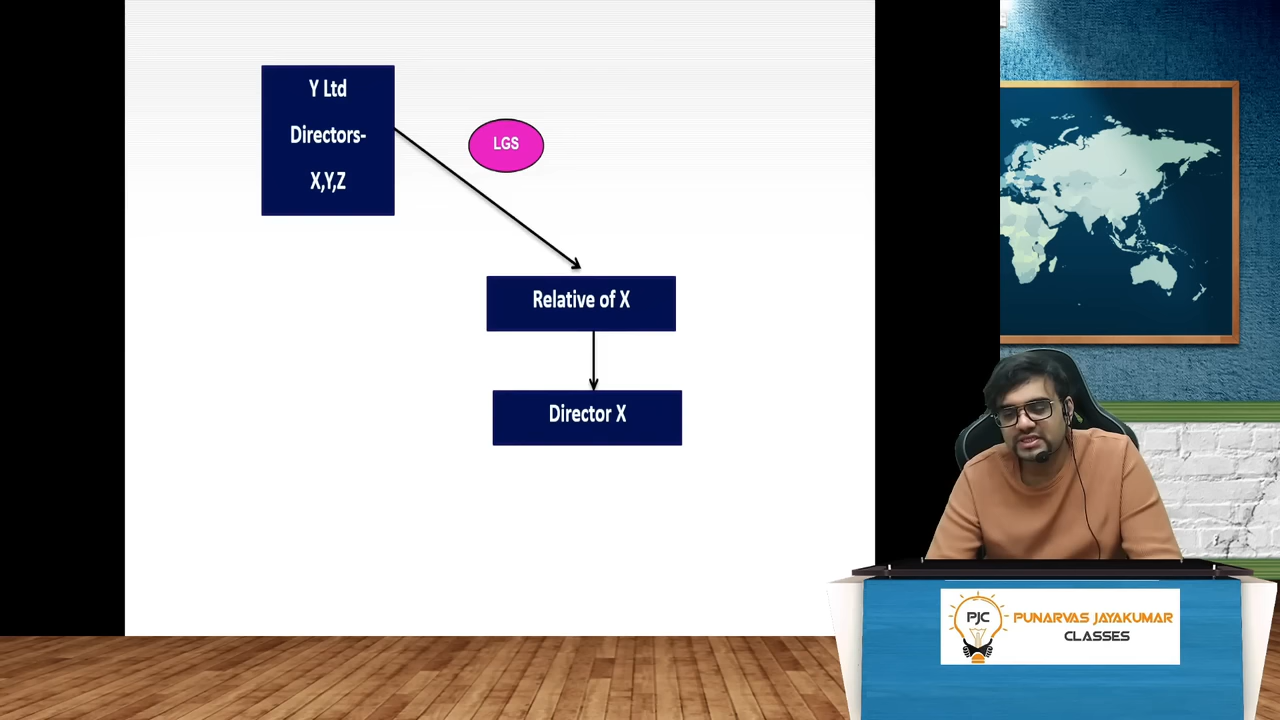 Y Ltd
Directors-
X,Y,Z
LGS
Relative of X
Director X
PJC
PUNARVAS JAYAKUMAR
CLASSES